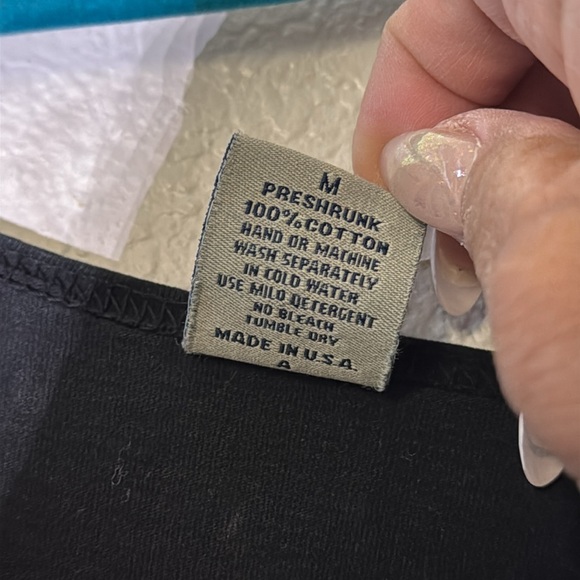 M
PRESHRUNK
100% COTTON
HAND OR MACHINE
WASH SEPARATELY
IN COLD WATER
USE MILD DETERGENT
NO BLEACH
TUMBLE DRY
MADE IN U.S.A.
A